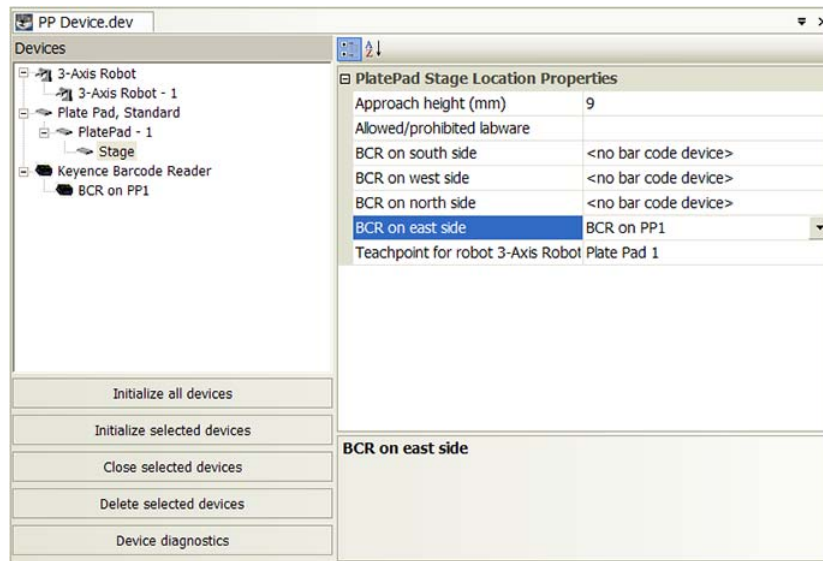 PP Device.dev
Devices
3-Axis Robot
3-Axis Robot - 1
Plate Pad, Standard
PlatePad - 1
Stage
Keyence Barcode Reader
BCR on PP1
Initialize all devices
Initialize selected devices
Close selected devices
Delete selected devices
Device diagnostics
PlatePad Stage Location Properties
Approach height (mm) 9
Allowed/prohibited labware
BCR on south side <no bar code device>
BCR on west side <no bar code device>
BCR on north side <no bar code device>
BCR on east side BCR on PP1
Teachpoint for robot 3-Axis Robot Plate Pad 1
BCR on east side